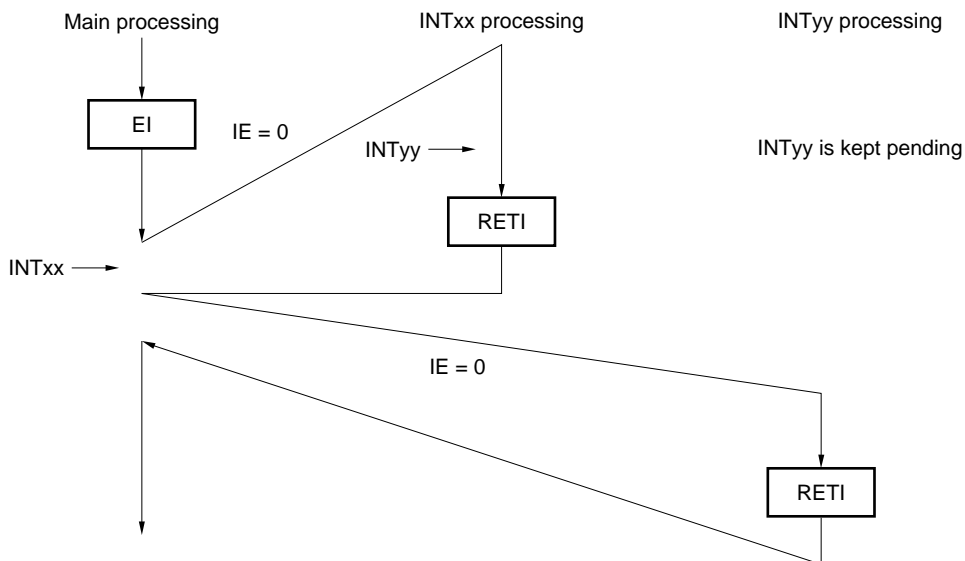 Main processing
INTxx processing
INTyy processing
EI
IE = 0
INTyy
INTyy is kept pending
RETI
INTxx
IE = 0
RETI